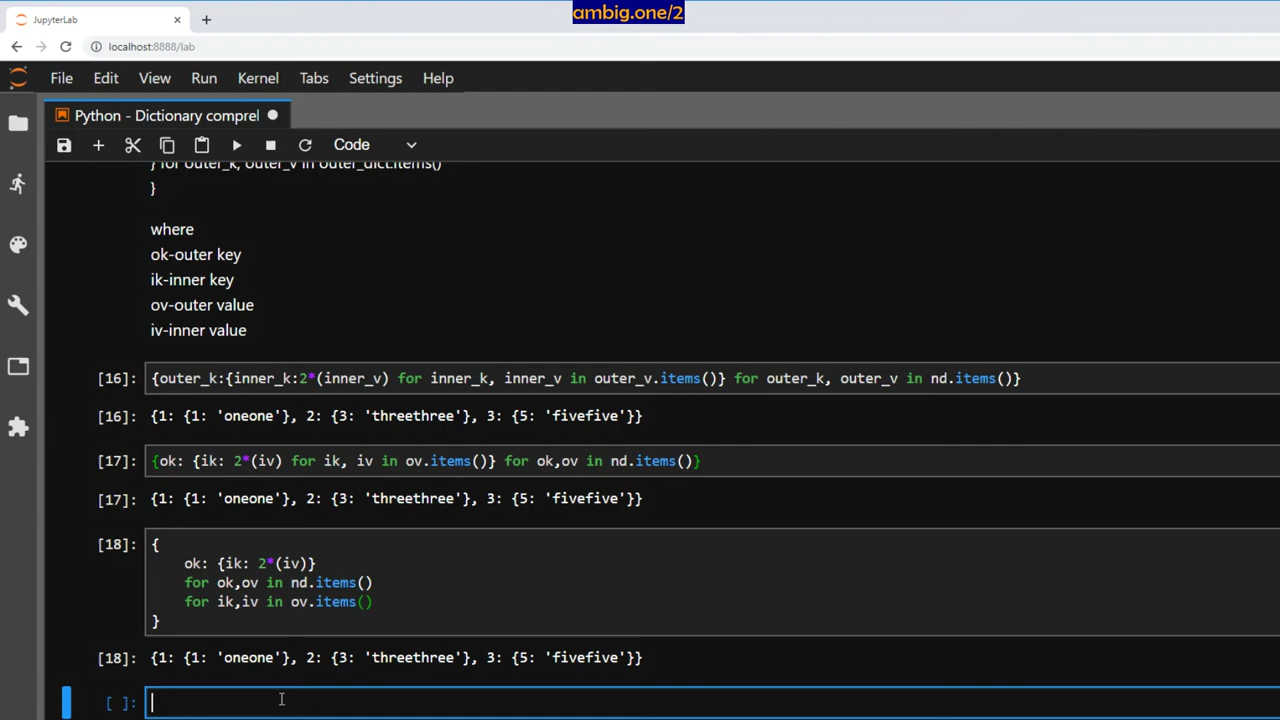 ambig.one/2
JupyterLab
localhost:8888/lab
File Edit View Run Kernel Tabs Settings Help
Python - Dictionary comprel
Code
} for outer_k, outer_v in outer_dict.items()
}
where
ok-outer key
ik-inner key
ov-outer value
iv-inner value
[16]: {outer_k:{inner_k:2*(inner_v) for inner_k, inner_v in outer_v.items()} for outer_k, outer_v in nd.items()}
[16]: {1: {1: 'oneone'}, 2: {3: 'threethree'}, 3: {5: 'fivefive'}}
[17]: {ok: {ik: 2*(iv) for ik, iv in ov.items()} for ok,ov in nd.items()}
[17]: {1: {1: 'oneone'}, 2: {3: 'threethree'}, 3: {5: 'fivefive'}}
[18]: {
ok: {ik: 2*(iv)}
for ok,ov in nd.items()
for ik,iv in ov.items()
}
[18]: {1: {1: 'oneone'}, 2: {3: 'threethree'}, 3: {5: 'fivefive'}}
[ ]: